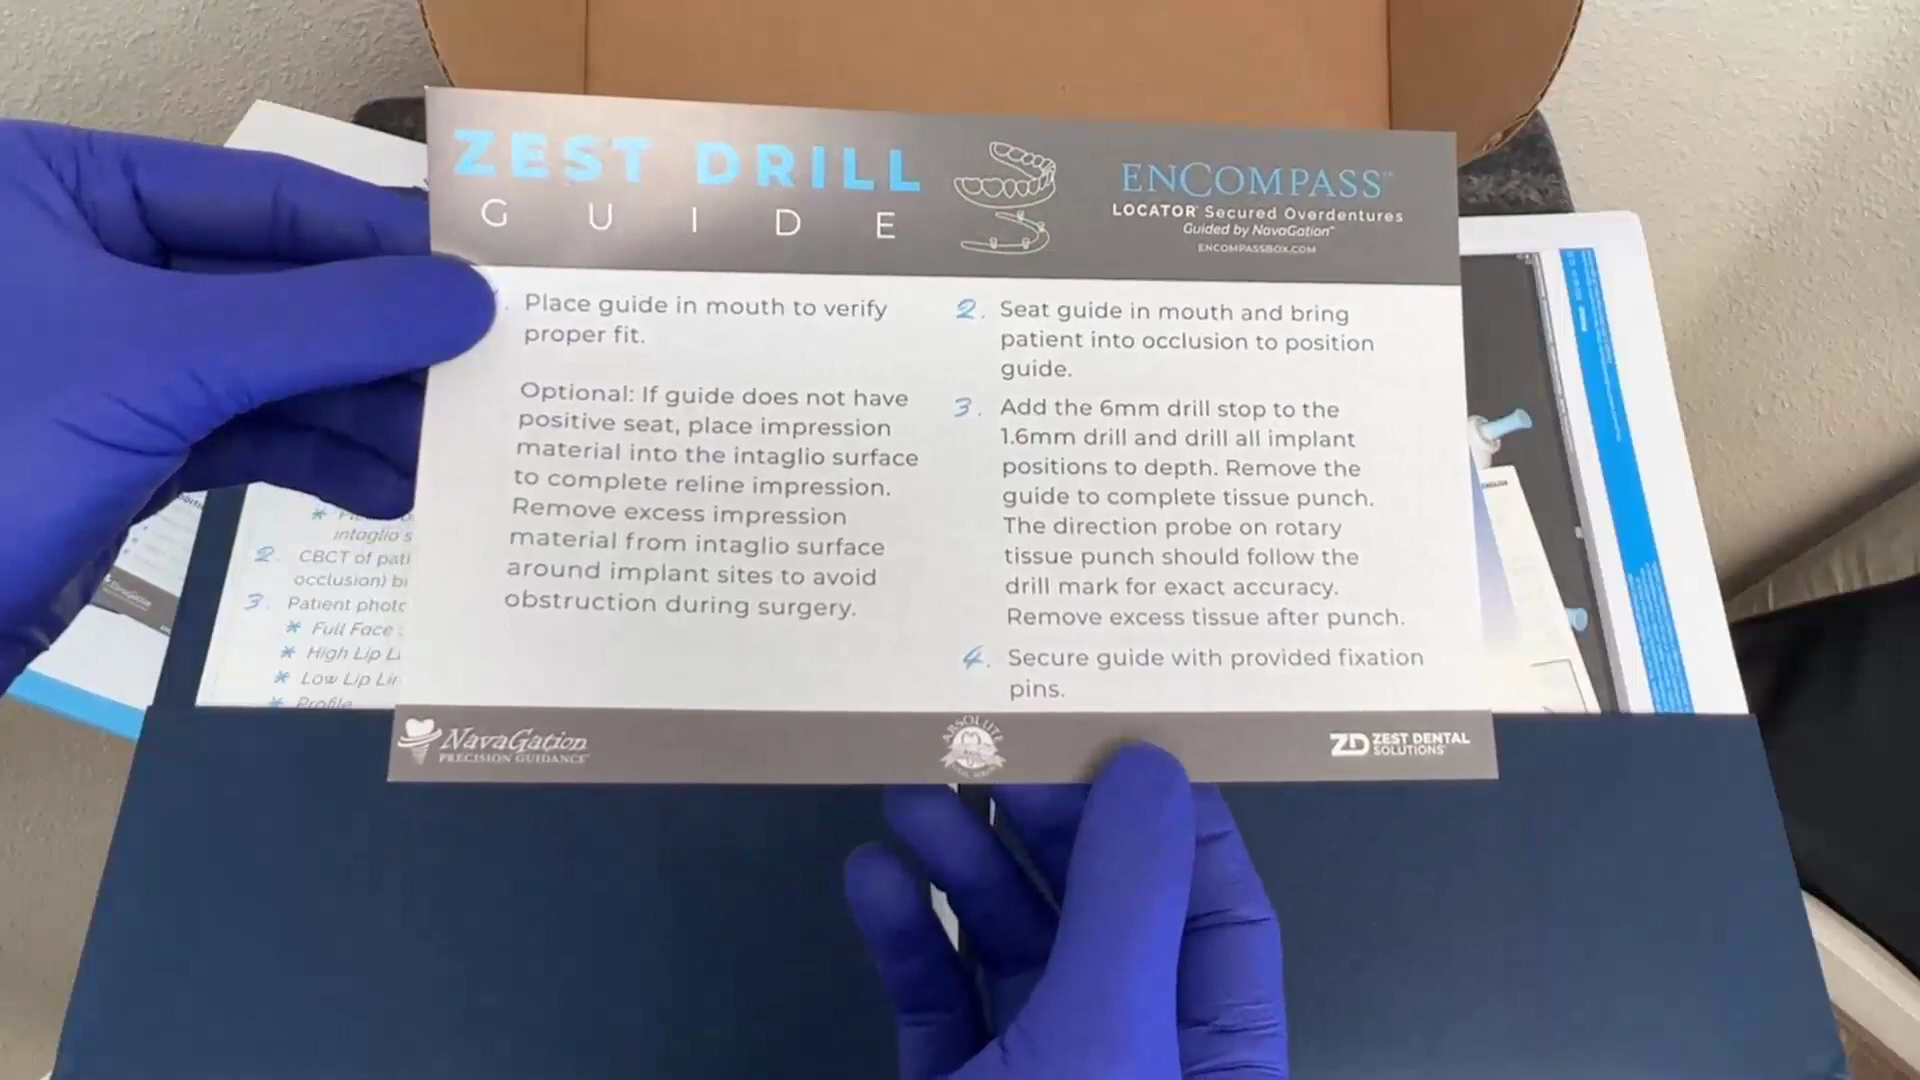 ZEST DRILL
GUIDE
ENCOMPASS™
LOCATOR® Secured Overdentures
Guided by NavaGation™
ENCOMPASSBOX.COM
Place guide in mouth to verify
proper fit.
Optional: If guide does not have
positive seat, place impression
material into the intaglio surface
to complete reline impression.
Remove excess impression
material from intaglio surface
around implant sites to avoid
obstruction during surgery.
2. Seat guide in mouth and bring
patient into occlusion to position
guide.
3. Add the 6mm drill stop to the
1.6mm drill and drill all implant
positions to depth. Remove the
guide to complete tissue punch.
The direction probe on rotary
tissue punch should follow the
drill mark for exact accuracy.
Remove excess tissue after punch.
4. Secure guide with provided fixation
pins.
NavaGation
PRECISION GUIDANCE
ABSOLUTE
ZD ZEST DENTAL
SOLUTIONS
intaglio s
2. CBCT of pati
occlusion) bi
3. Patient photo
* Full Face
* High Lip Li
* Low Lip Lin
* Profile
NavaGation
ENGLISH